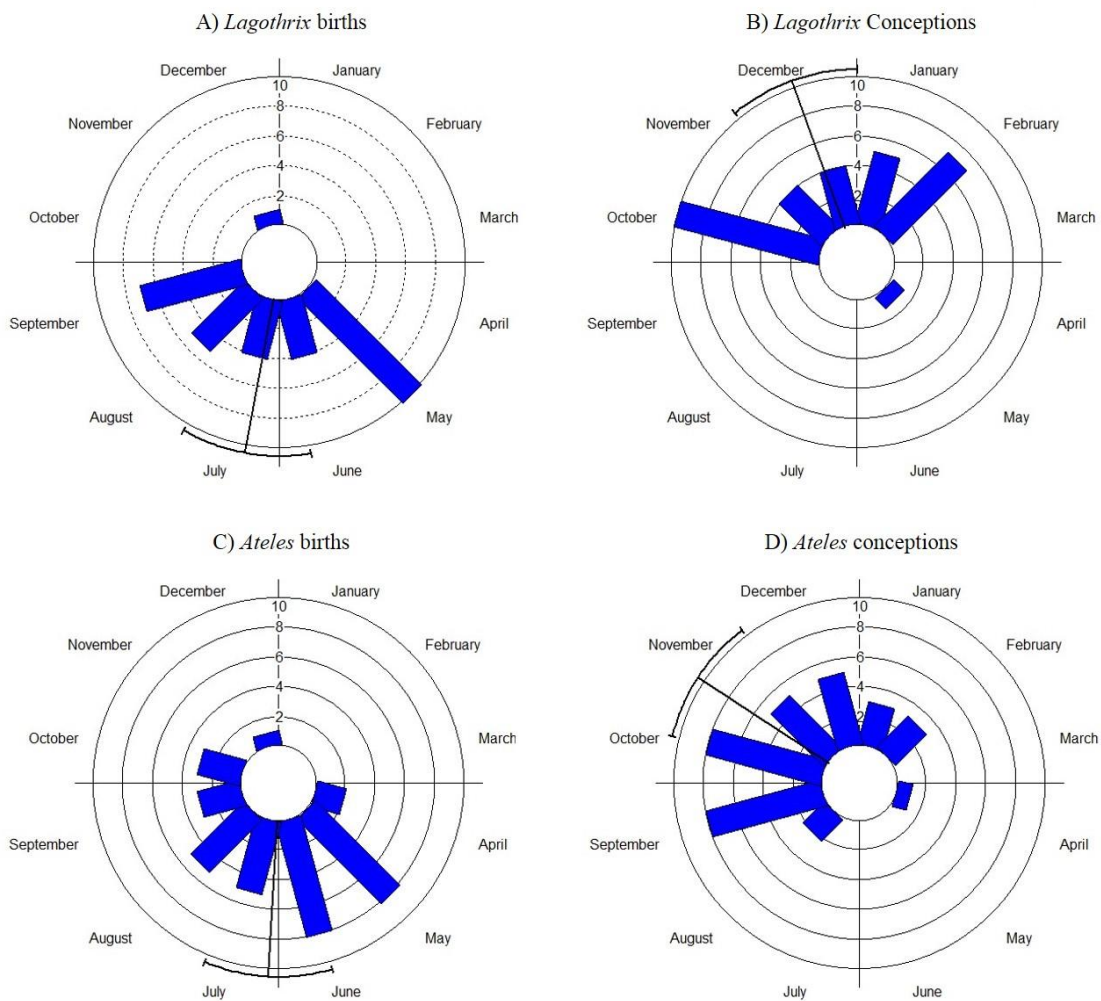 A) Lagothrix births
December
January
10
8
6
4
2
November
February
October
March
September
April
August
May
July
June
B) Lagothrix Conceptions
December
January
10
8
6
4
2
November
February
October
March
September
April
August
May
July
June
C) Ateles births
December
January
10
8
6
4
2
November
February
October
March
September
April
August
May
July
June
D) Ateles conceptions
December
January
10
8
6
4
2
November
February
October
March
September
April
August
May
July
June